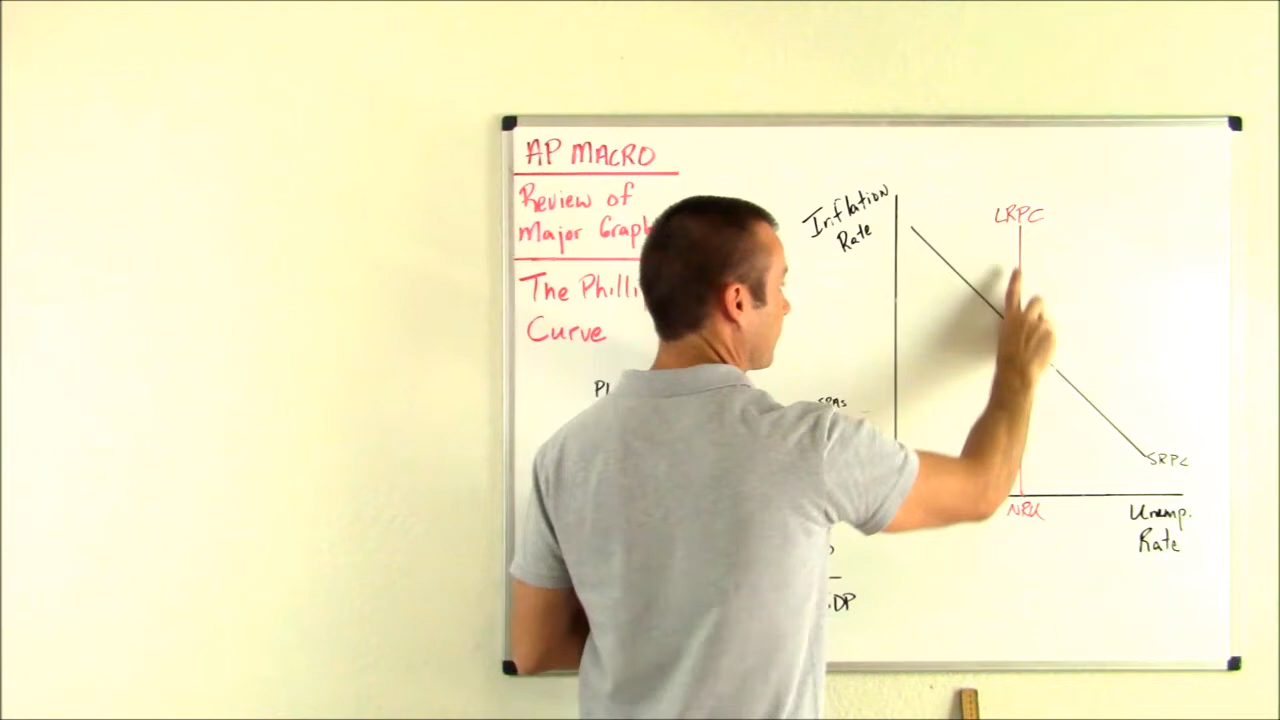 AP MACRO
Review of
Major Graph
The Philli
Curve
Inflation
Rate
LRPC
SRPC
NRU
Unemp.
Rate